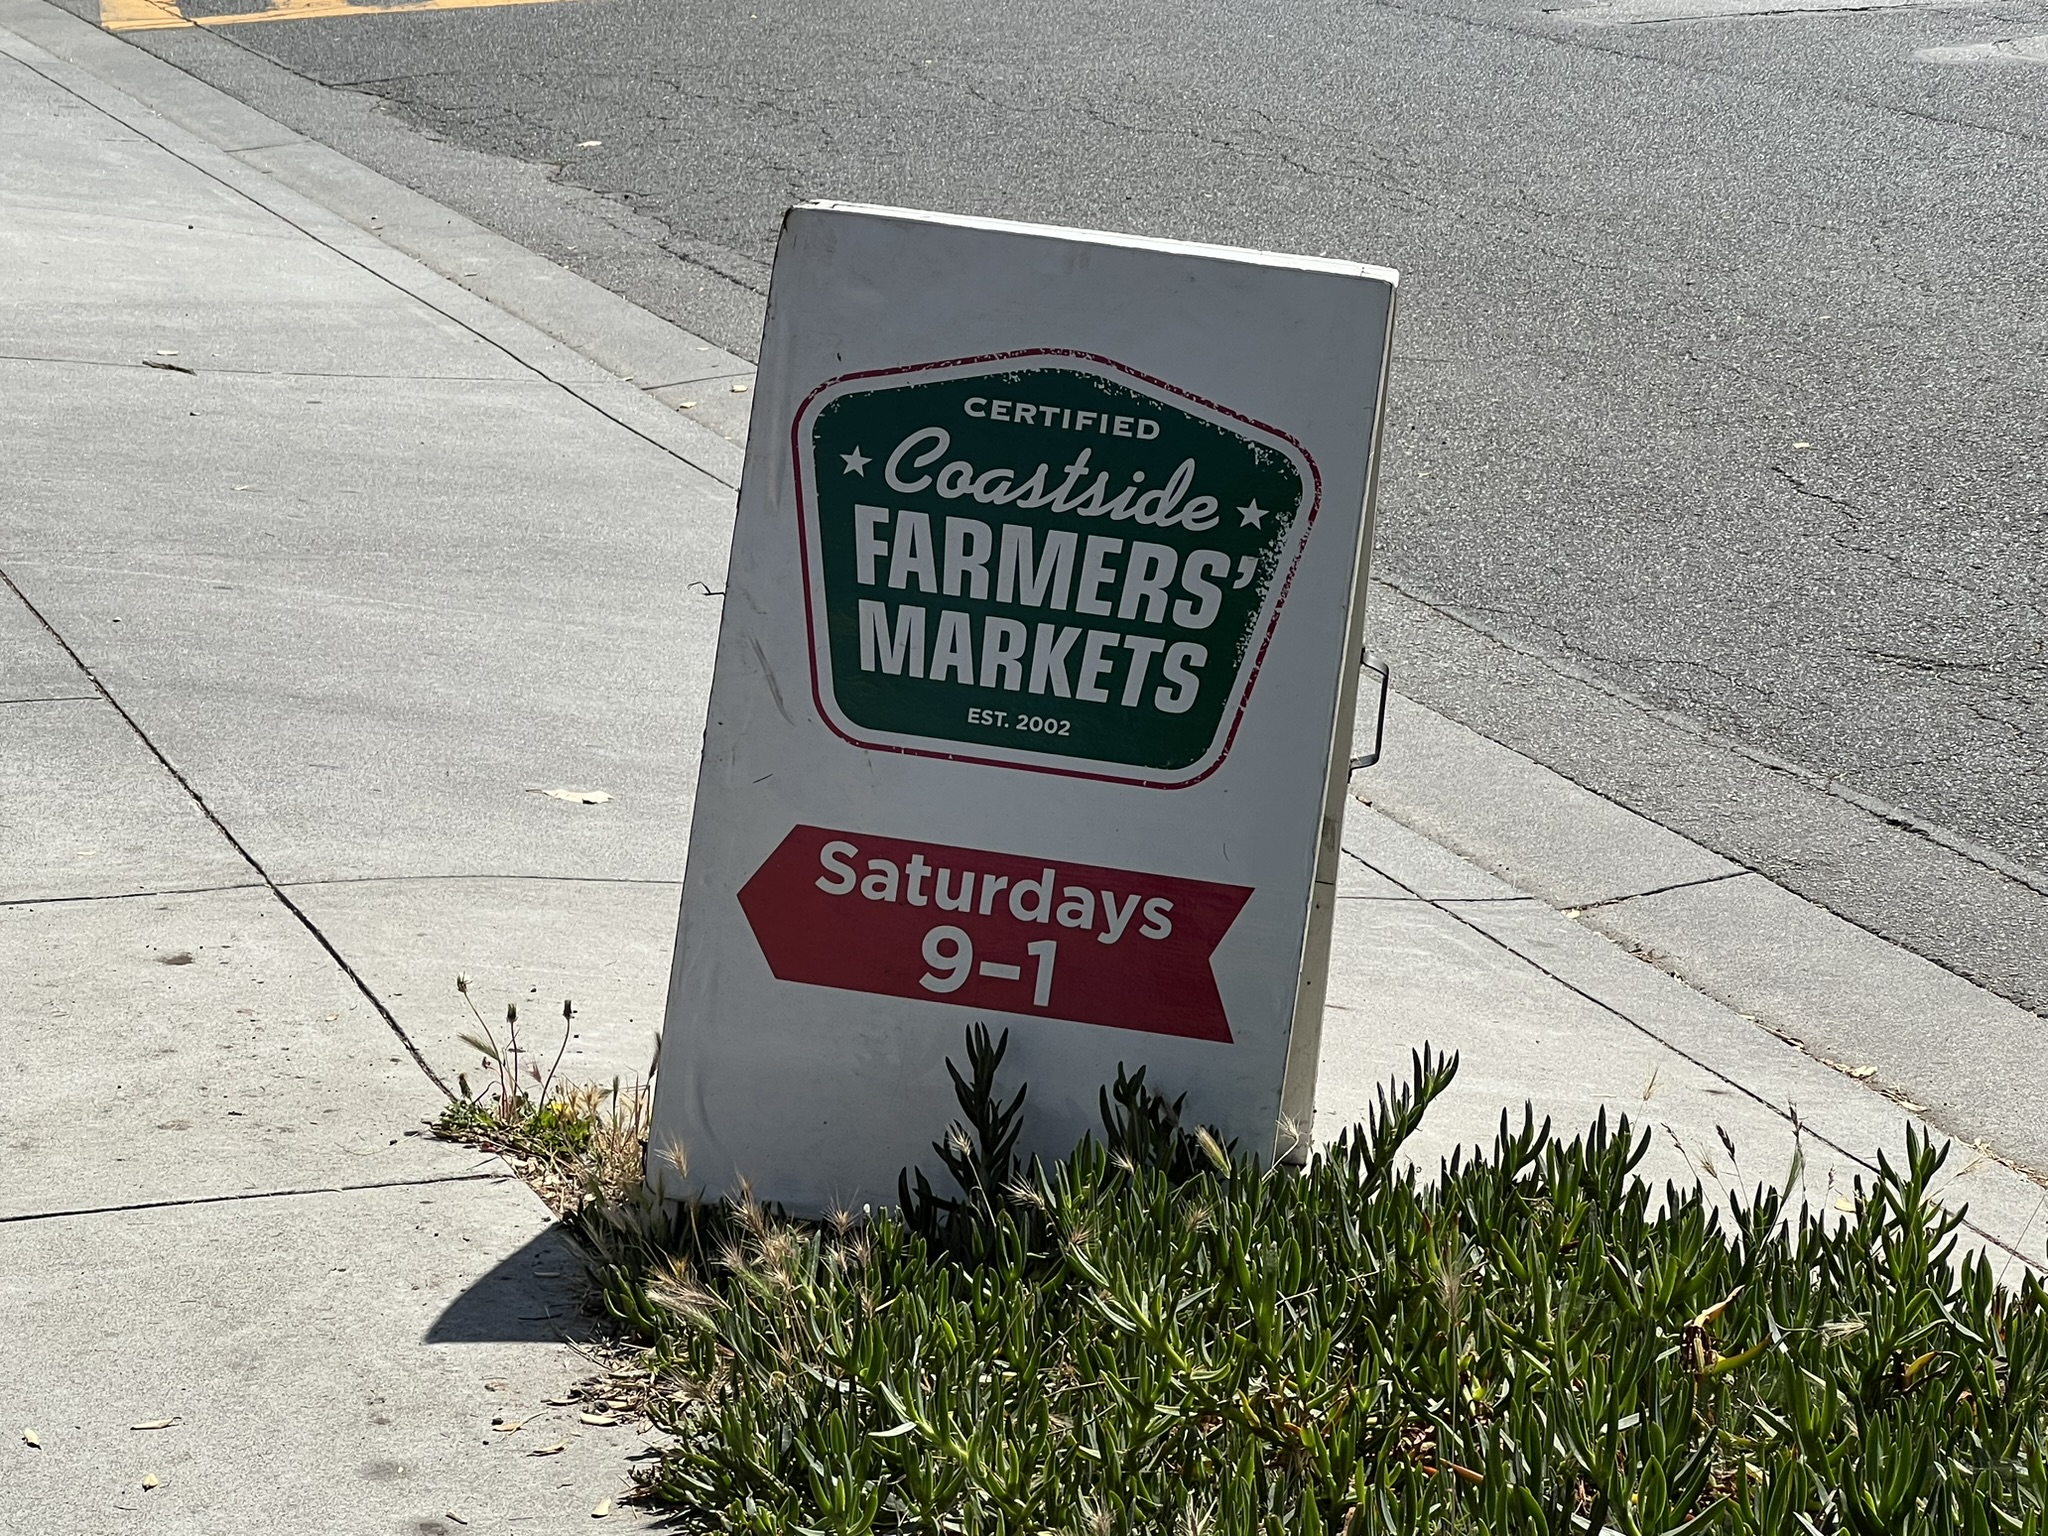 CERTIFIED
Coastside
FARMERS’
MARKETS
EST. 2002
Saturdays
9–1